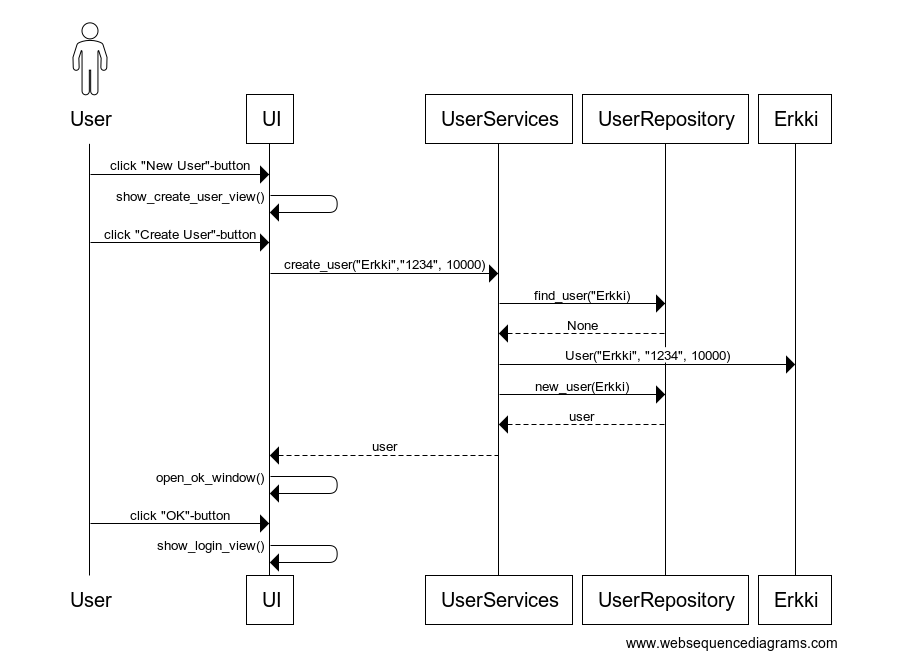 User
UI
UserServices
UserRepository
Erkki
click "New User"-button
show_create_user_view()
click "Create User"-button
create_user("Erkki","1234", 10000)
find_user("Erkki)
None
User("Erkki", "1234", 10000)
new_user(Erkki)
user
user
open_ok_window()
click "OK"-button
show_login_view()
User
UI
UserServices
UserRepository
Erkki
www.websequencediagrams.com